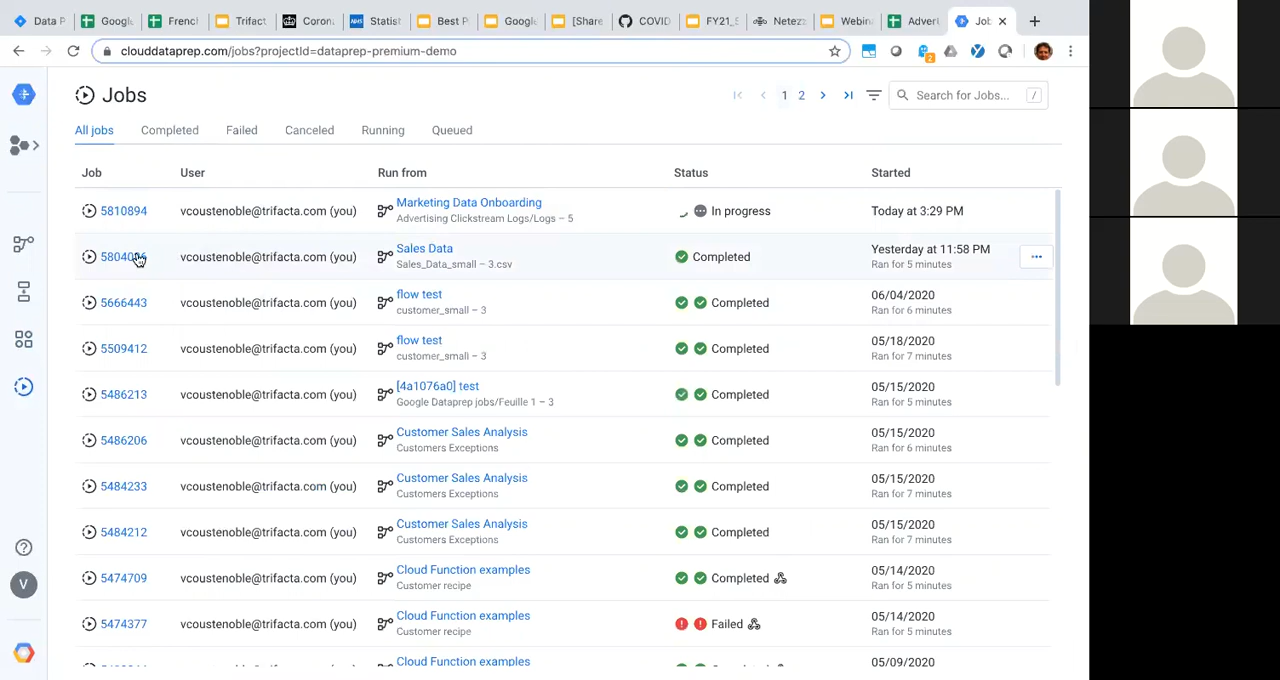 Data P
Googl
Frenc
Trifact
Coron
NHS
Statist
Best P
Googl
[Share
COVID
FY21_S
Netezz
Webin
Adverl
Job
clouddataprep.com/jobs?projectId=dataprep-premium-demo
2
Jobs
1 2
Search for Jobs... /
All jobs Completed Failed Canceled Running Queued
Job User Run from Status Started
5810894 vcoustenoble@trifacta.com (you) Marketing Data Onboarding In progress Today at 3:29 PM
Advertising Clickstream Logs/Logs – 5
vcoustenoble@trifacta.com (you) Sales Data Completed Yesterday at 11:58 PM
Sales_Data_small – 3.csv Ran for 5 minutes
5666443 vcoustenoble@trifacta.com (you) flow test Completed 06/04/2020
customer_small – 3 Ran for 6 minutes
5509412 vcoustenoble@trifacta.com (you) flow test Completed 05/18/2020
customer_small – 3 Ran for 7 minutes
5486213 vcoustenoble@trifacta.com (you) [4a1076a0] test Completed 05/15/2020
Google Dataprep jobs/Feuille 1 – 3 Ran for 5 minutes
5486206 vcoustenoble@trifacta.com (you) Customer Sales Analysis Completed 05/15/2020
Customers Exceptions Ran for 6 minutes
5484233 vcoustenoble@trifacta.com (you) Customer Sales Analysis Completed 05/15/2020
Customers Exceptions Ran for 7 minutes
5484212 vcoustenoble@trifacta.com (you) Customer Sales Analysis Completed 05/15/2020
Customers Exceptions Ran for 7 minutes
5474709 vcoustenoble@trifacta.com (you) Cloud Function examples Completed 05/14/2020
Customer recipe Ran for 5 minutes
5474377 vcoustenoble@trifacta.com (you) Cloud Function examples Failed 05/14/2020
Customer recipe Ran for 5 minutes
Cloud Function examples 05/09/2020
V